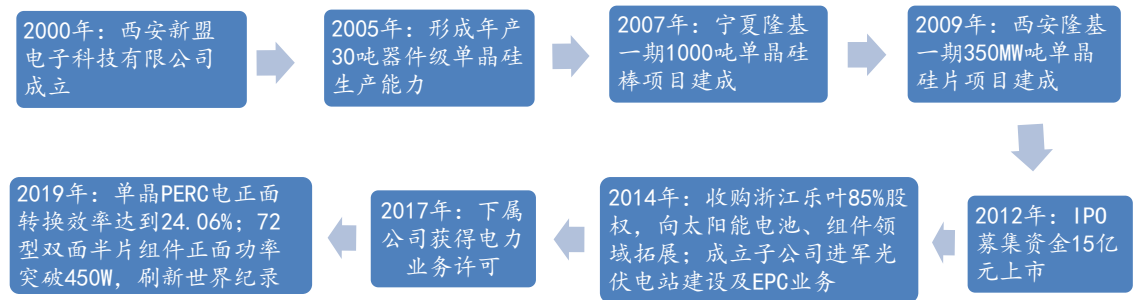 2000年：西安新盟
电子科技有限公司
成立
2005年：形成年产
30吨器件级单晶硅
生产能力
2007年：宁夏隆基
一期1000吨单晶硅
棒项目建成
2009年：西安隆基
一期350MW吨单晶
硅片项目建成
2012年：IPO
募集资金15亿
元上市
2014年：收购浙江乐叶85%股
权，向太阳能电池、组件领
域拓展；成立子公司进军光
伏电站建设及EPC业务
2017年：下属
公司获得电力
业务许可
2019年：单晶PERC电正面
转换效率达到24.06%；72
型双面半片组件正面功率
突破450W，刷新世界纪录